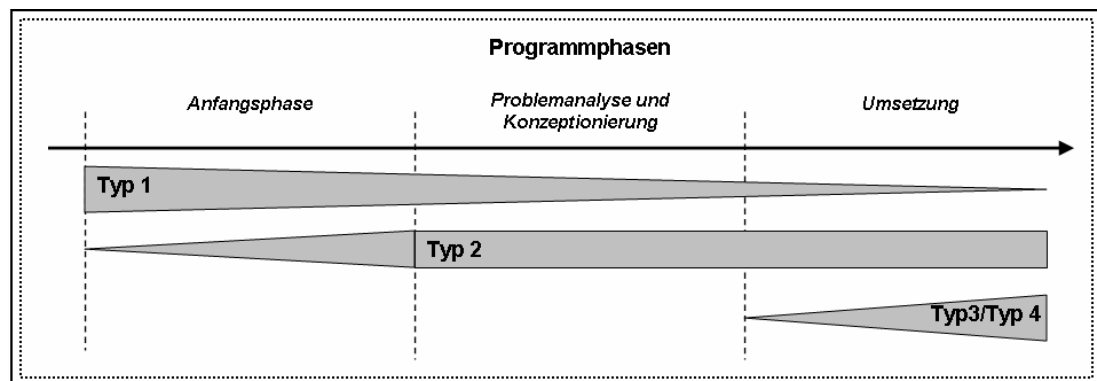 Programmphasen
Anfangsphase
Problemanalyse und
Konzeptionierung
Umsetzung
Typ 1
Typ 2
Typ3/Typ 4